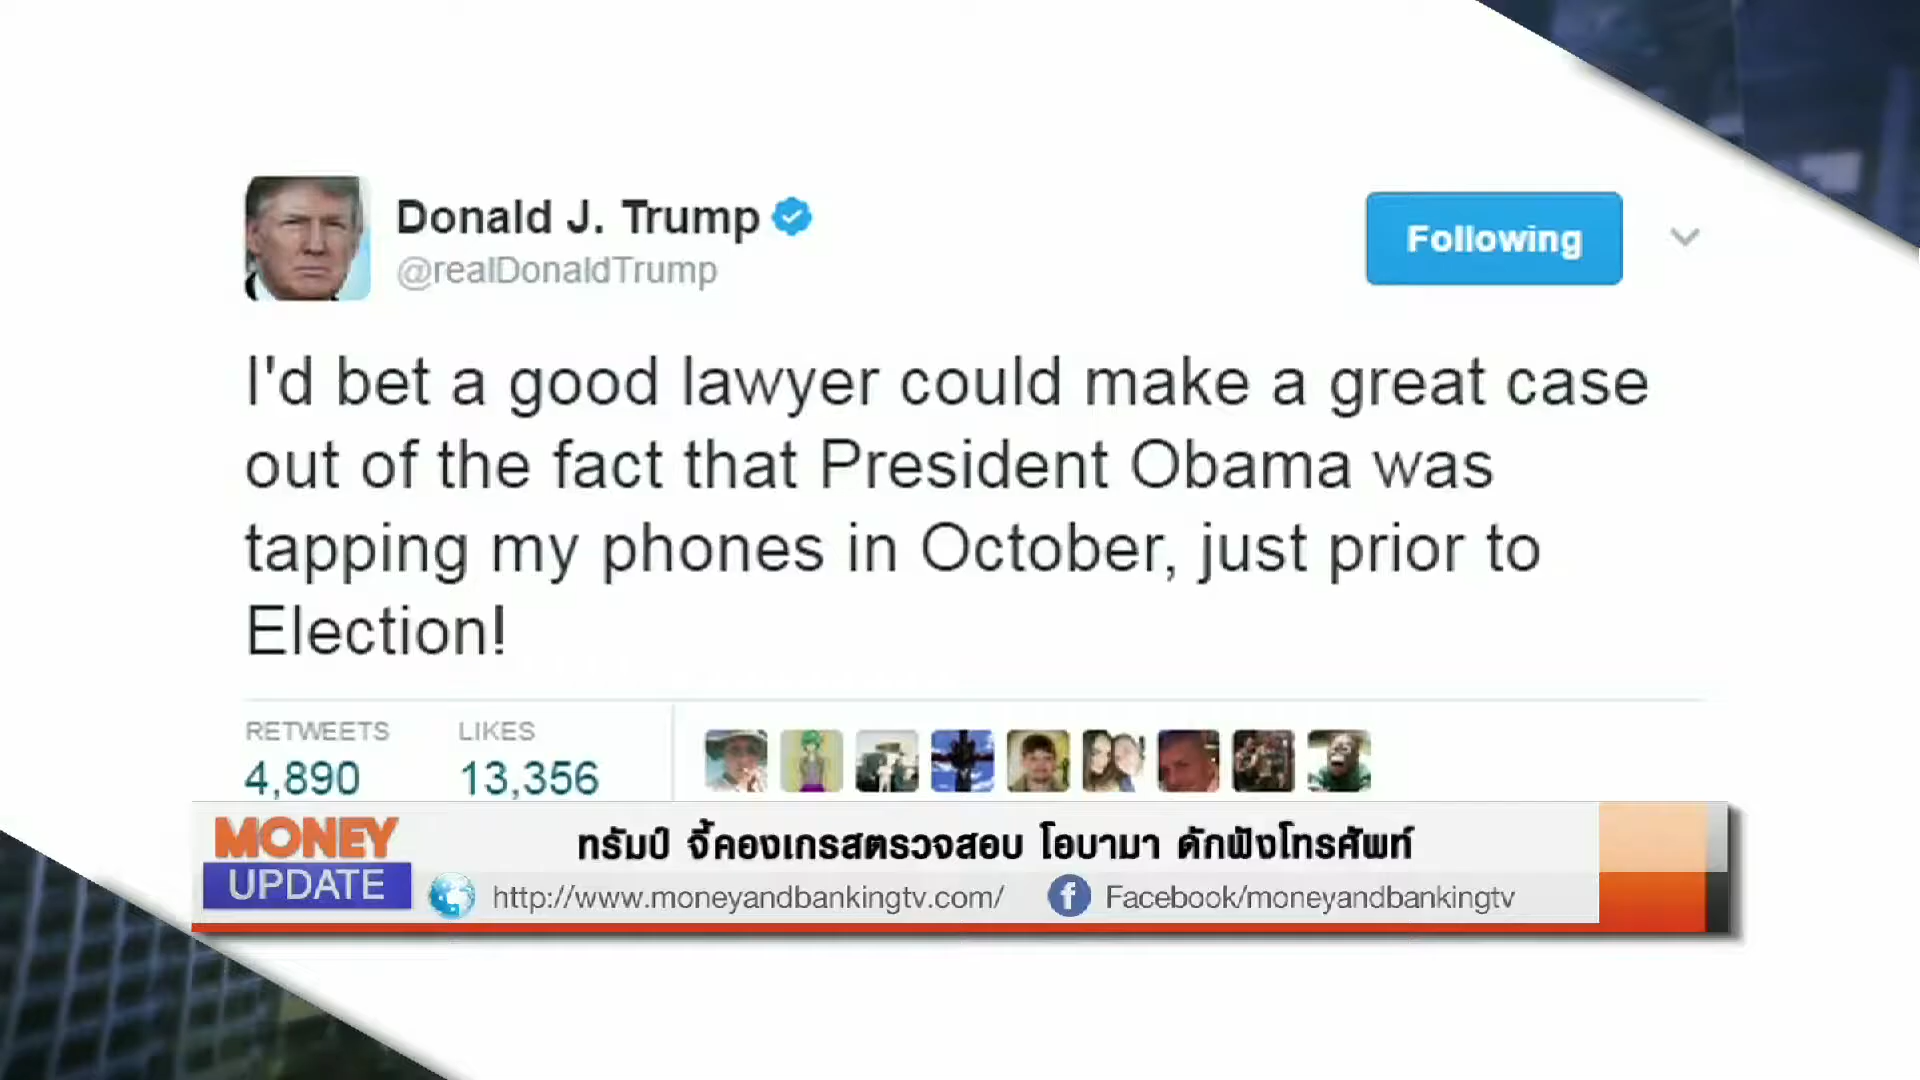 Donald J. Trump
@realDonaldTrump
Following
I'd bet a good lawyer could make a great case
out of the fact that President Obama was
tapping my phones in October, just prior to
Election!
RETWEETS
LIKES
4,890
13,356
MONEY
UPDATE
ทรัมป์ จี้คองเกรสตรวจสอบ โอบามา ดักฟังโทรศัพท์
http://www.moneyandbankingtv.com/
Facebook/moneyandbankingtv